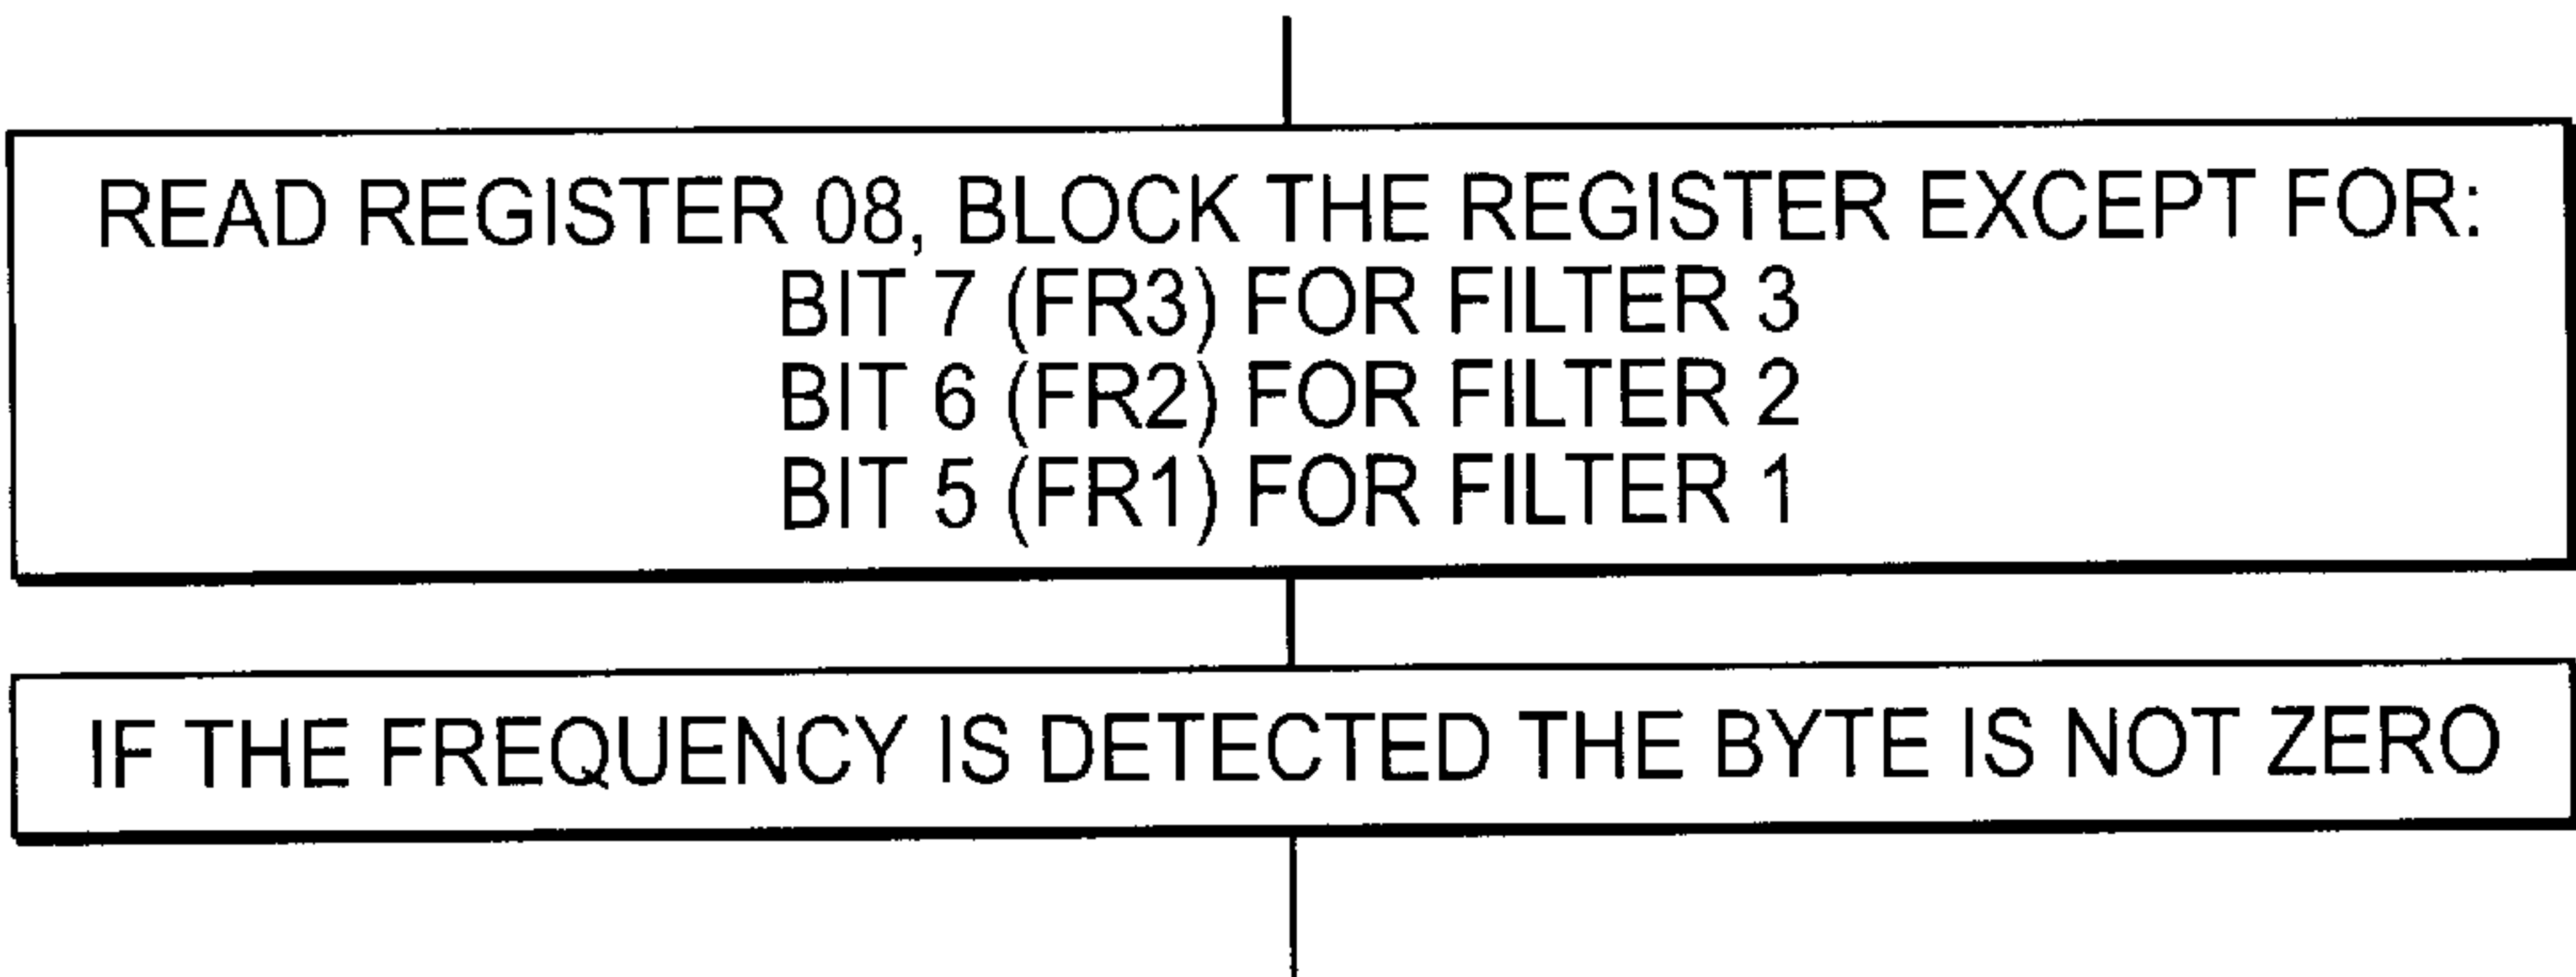 READ REGISTER 08, BLOCK THE REGISTER EXCEPT FOR:
BIT 7 (FR3) FOR FILTER 3
BIT 6 (FR2) FOR FILTER 2
BIT 5 (FR1) FOR FILTER 1
IF THE FREQUENCY IS DETECTED THE BYTE IS NOT ZERO